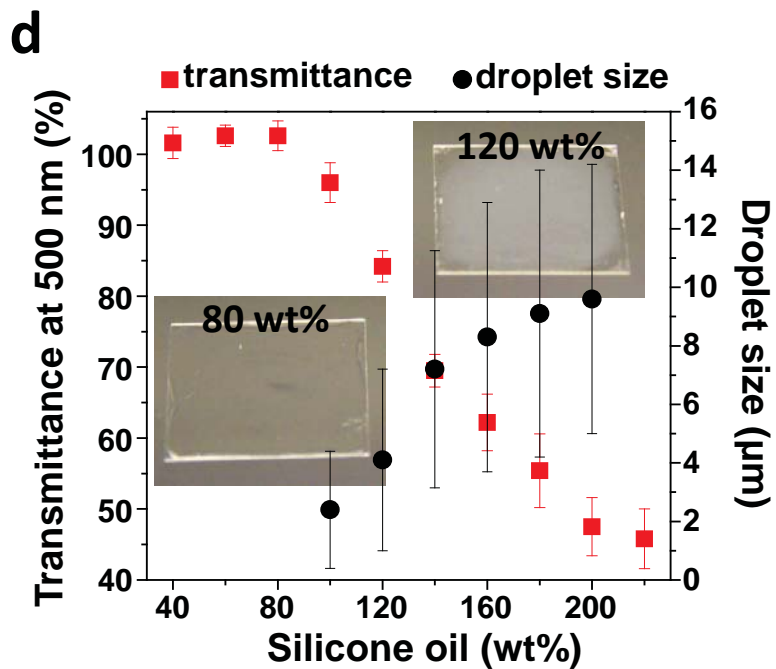 d
transmittance droplet size
Transmittance at 500 nm (%)
100
90
80
70
60
50
40
120 wt%
80 wt%
16
14
12
10
8
6
4
2
0
Droplet size (μm)
40 80 120 160 200
Silicone oil (wt%)